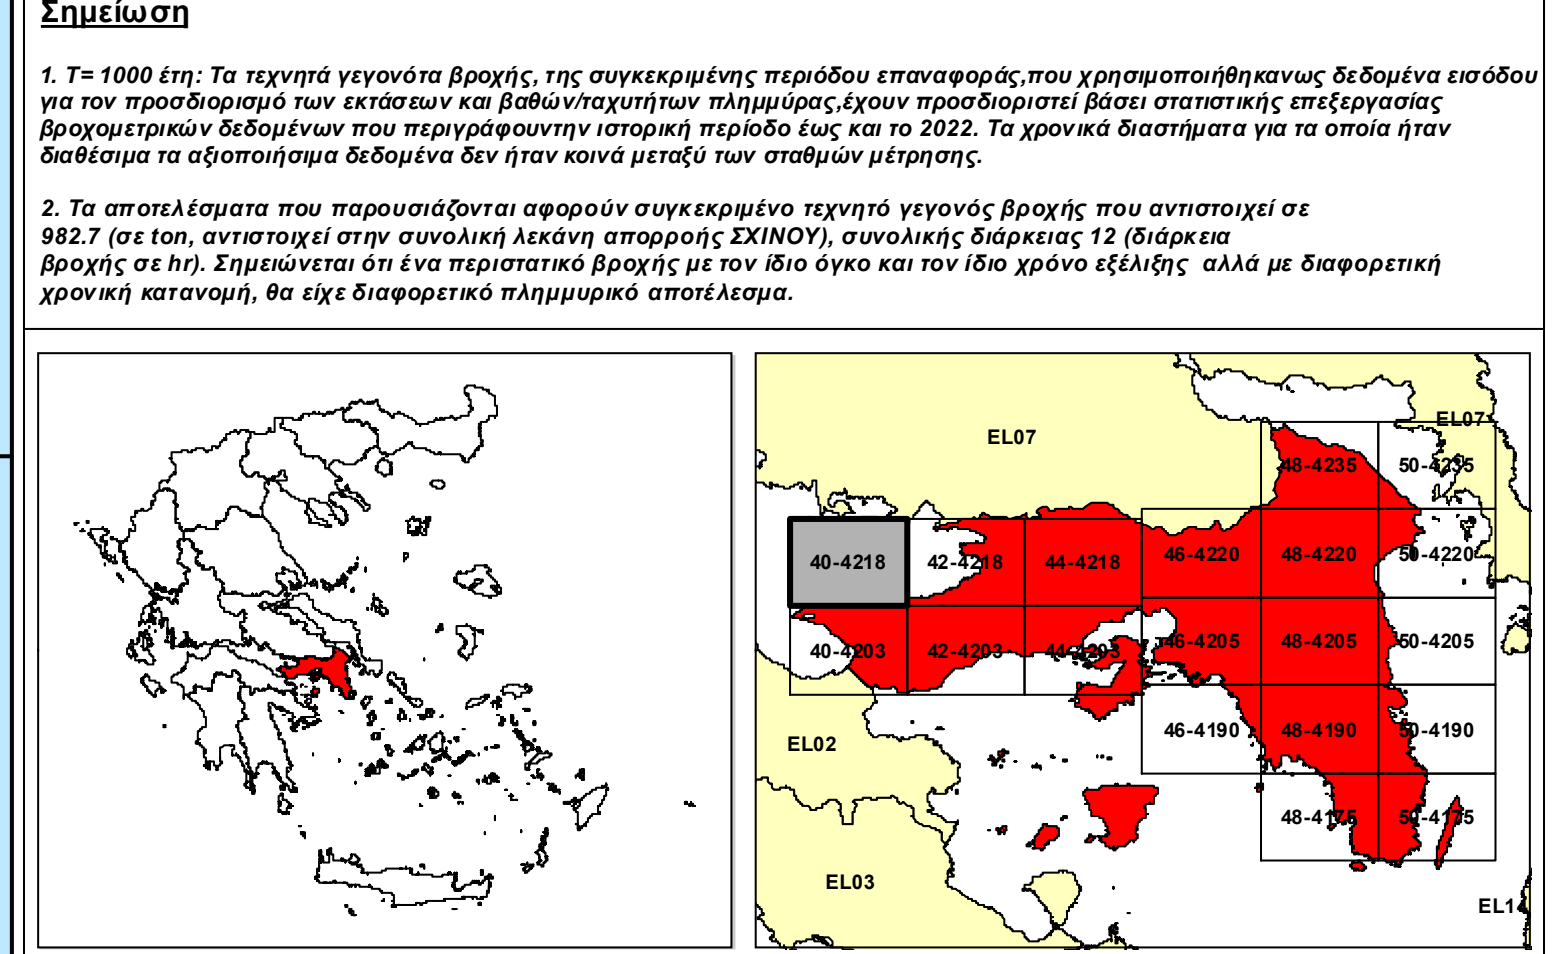 Σημείωση
1. Τ= 1000 έτη: Τα τεχνητά γεγονότα βροχής, της συγκεκριμένης περιόδου επαναφοράς,που χρησιμοποιήθηκανως δεδομένα εισόδου
για τον προσδιορισμό των εκτάσεων και βαθών/ταχυτήτων πλημμύρας,έχουν προσδιοριστεί βάσει στατιστικής επεξεργασίας
βροχομετρικών δεδομένων που περιγράφουντην ιστορική περίοδο έως και το 2022. Τα χρονικά διαστήματα για τα οποία ήταν
διαθέσιμα τα αξιοποιήσιμα δεδομένα δεν ήταν κοινά μεταξύ των σταθμών μέτρησης.
2. Τα αποτελέσματα που παρουσιάζονται αφορούν συγκεκριμένο τεχνητό γεγονός βροχής που αντιστοιχεί σε
982.7 (σε ton, αντιστοιχεί στην συνολική λεκάνη απορροής ΣΧΙΝΟΥ), συνολικής διάρκειας 12 (διάρκεια
βροχής σε hr). Σημειώνεται ότι ένα περιστατικό βροχής με τον ίδιο όγκο και τον ίδιο χρόνο εξέλιξης αλλά με διαφορετική
χρονική κατανομή, θα είχε διαφορετικό πλημμυρικό αποτέλεσμα.
EL07
EL07
48-4235 50-4235
40-4218 42-4218 44-4218 46-4220 48-4220 50-4220
40-4203 42-4203 44-4203 46-4205 48-4205 50-4205
EL02
46-4190 48-4190 50-4190
48-4175 50-4175
EL03
EL14